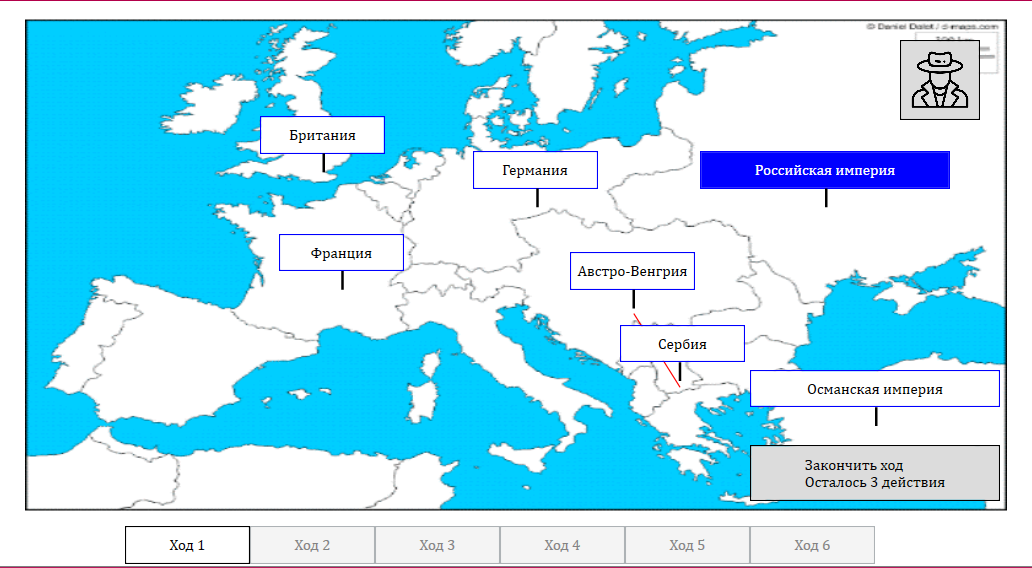 © Daniel Dalet / d-maps.com
Британия
Германия
Российская империя
Франция
Австро-Венгрия
Сербия
Османская империя
Закончить ход
Осталось 3 действия
Ход 1
Ход 2
Ход 3
Ход 4
Ход 5
Ход 6